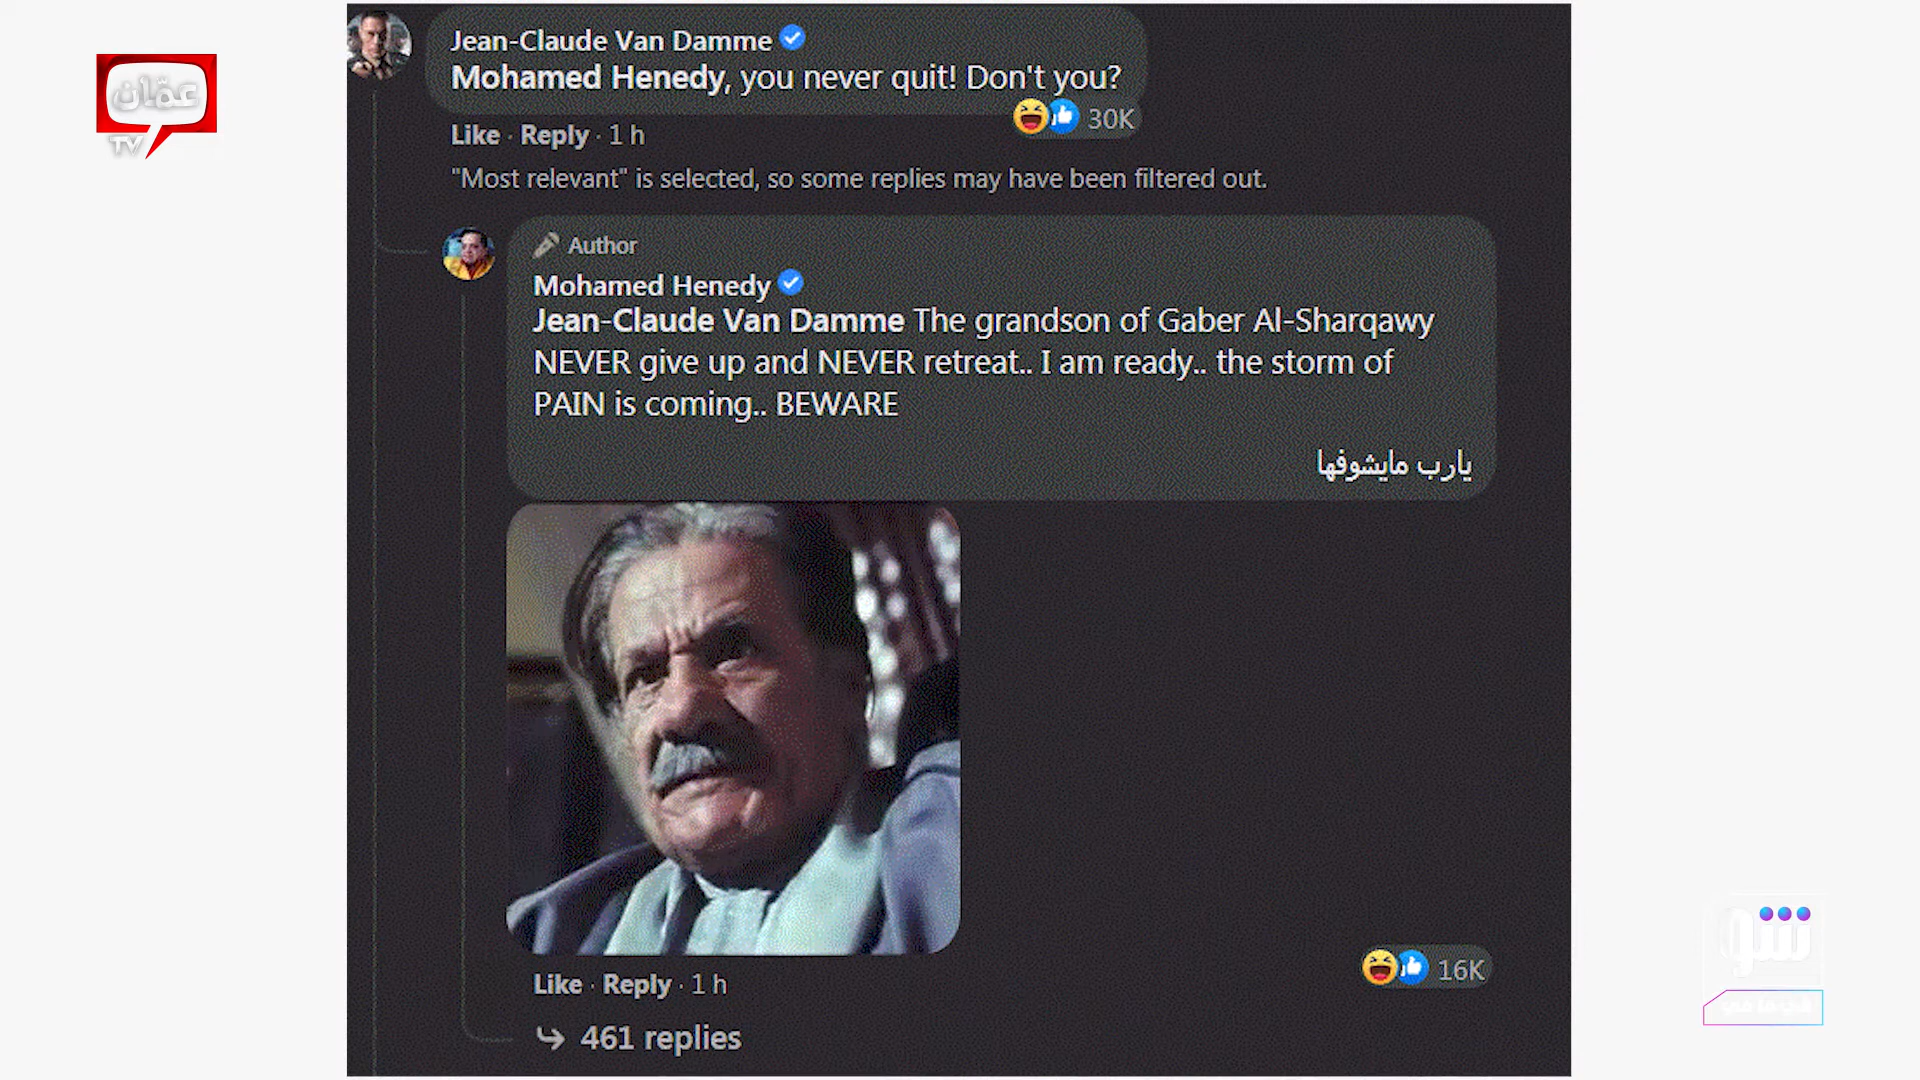 عمّان
TV
Jean-Claude Van Damme
Mohamed Henedy, you never quit! Don't you?
30K
Like · Reply · 1 h
"Most relevant" is selected, so some replies may have been filtered out.
Author
Mohamed Henedy
Jean-Claude Van Damme The grandson of Gaber Al-Sharqawy
NEVER give up and NEVER retreat.. I am ready.. the storm of
PAIN is coming.. BEWARE
يارب مايشوفها
Like · Reply · 1 h
16K
461 replies
شو